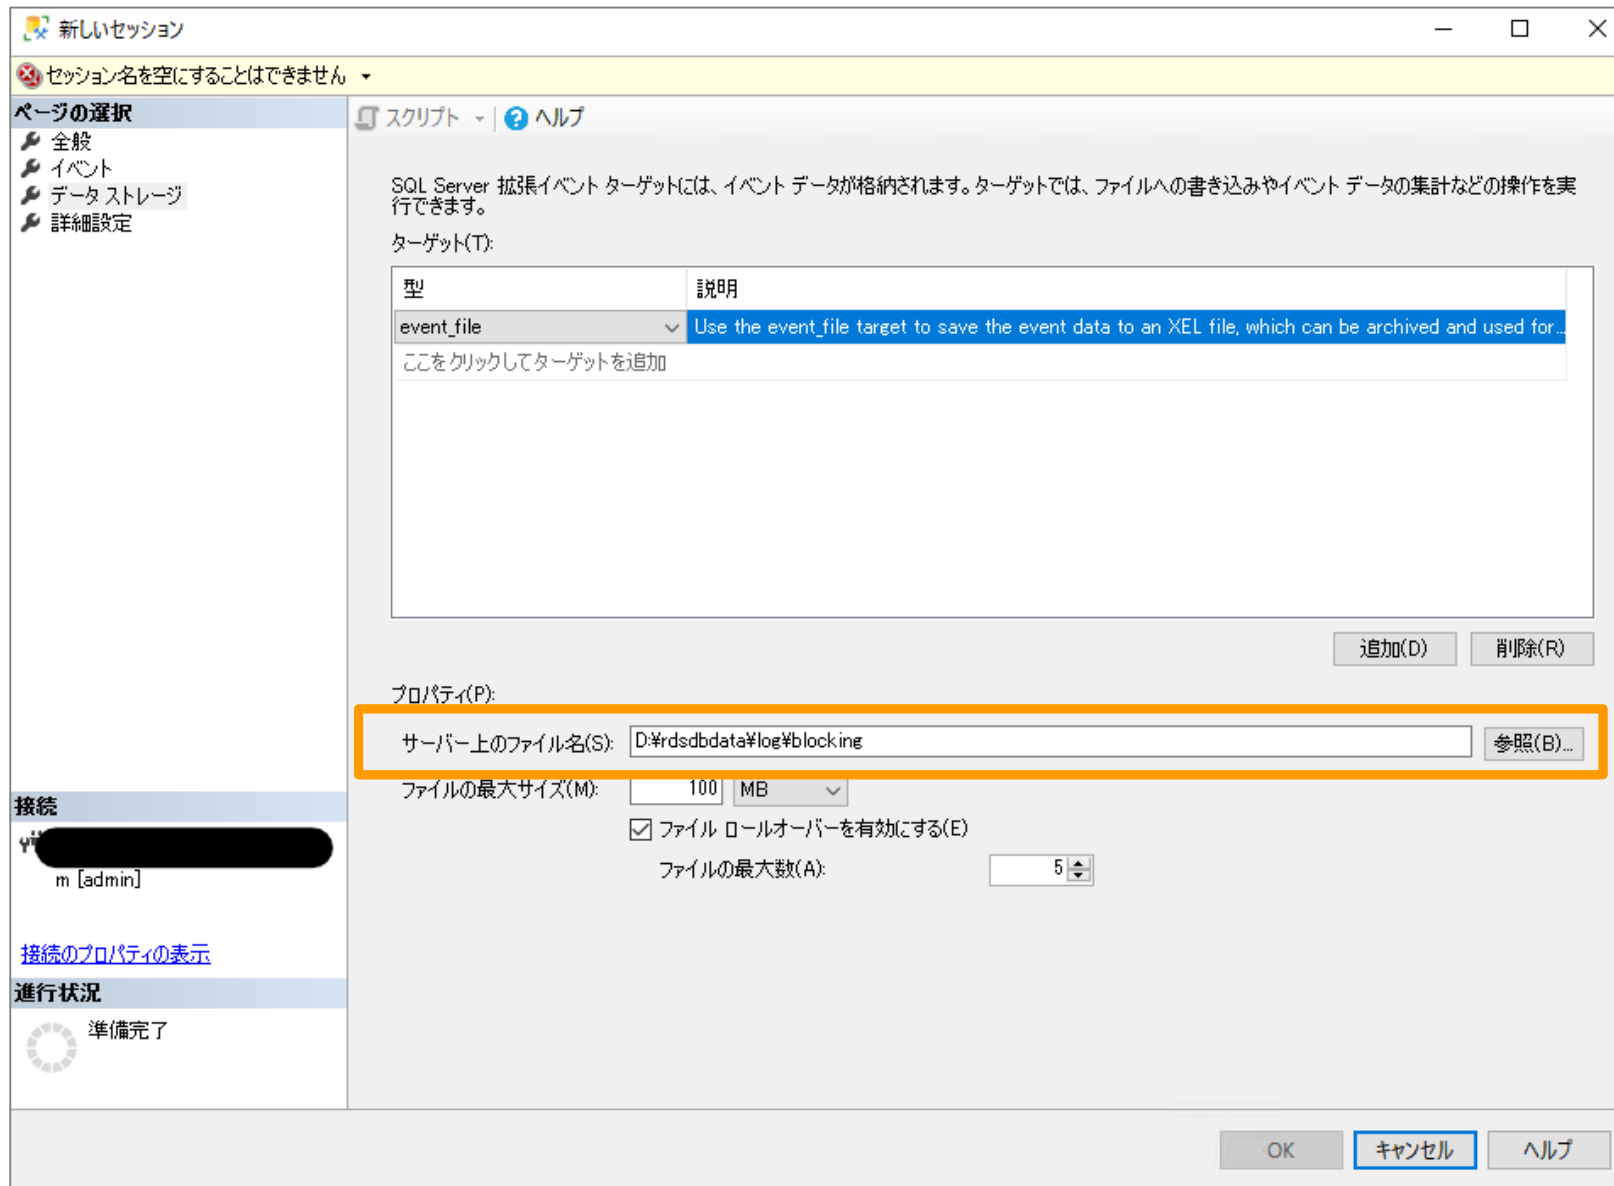 新しいセッション
セッション名を空にすることはできません
ページの選択
全般
イベント
データ ストレージ
詳細設定
スクリプト
ヘルプ
SQL Server 拡張イベント ターゲットには、イベント データが格納されます。ターゲットでは、ファイルへの書き込みやイベント データの集計などの操作を実
行できます。
ターゲット(T):
型 説明
event_file Use the event_file target to save the event data to an XEL file, which can be archived and used for...
ここをクリックしてターゲットを追加
追加(D) 削除(R)
プロパティ(P):
サーバー上のファイル名(S): D:¥rdsdbdata¥log¥blocking 参照(B)...
ファイルの最大サイズ(M): 100 MB
ファイル ロールオーバーを有効にする(E)
ファイルの最大数(A): 5
接続
m [admin]
接続のプロパティの表示
進行状況
準備完了
OK キャンセル ヘルプ